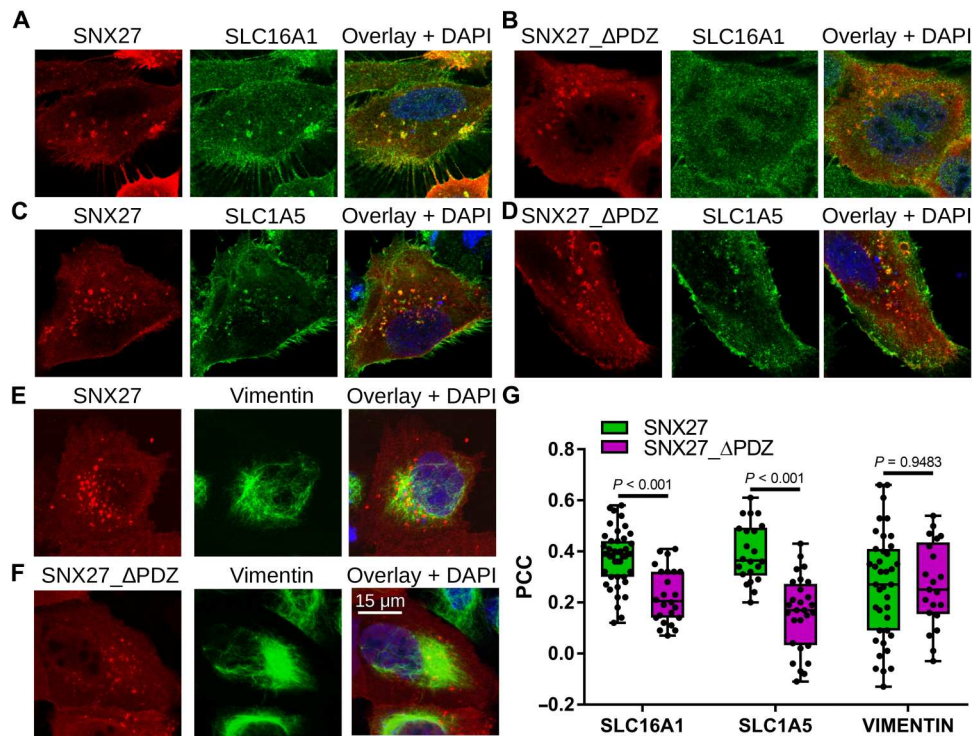 A
SNX27 SLC16A1 Overlay + DAPI
B
SNX27_ΔPDZ SLC16A1 Overlay + DAPI
C
SNX27 SLC1A5 Overlay + DAPI
D
SNX27_ΔPDZ SLC1A5 Overlay + DAPI
E
SNX27 Vimentin Overlay + DAPI
F
SNX27_ΔPDZ Vimentin Overlay + DAPI
15 μm
G
SNX27
SNX27_ΔPDZ
P < 0.001
P < 0.001
P = 0.9483
PCC
0.8
0.6
0.4
0.2
0.0
–0.2
SLC16A1 SLC1A5 VIMENTIN